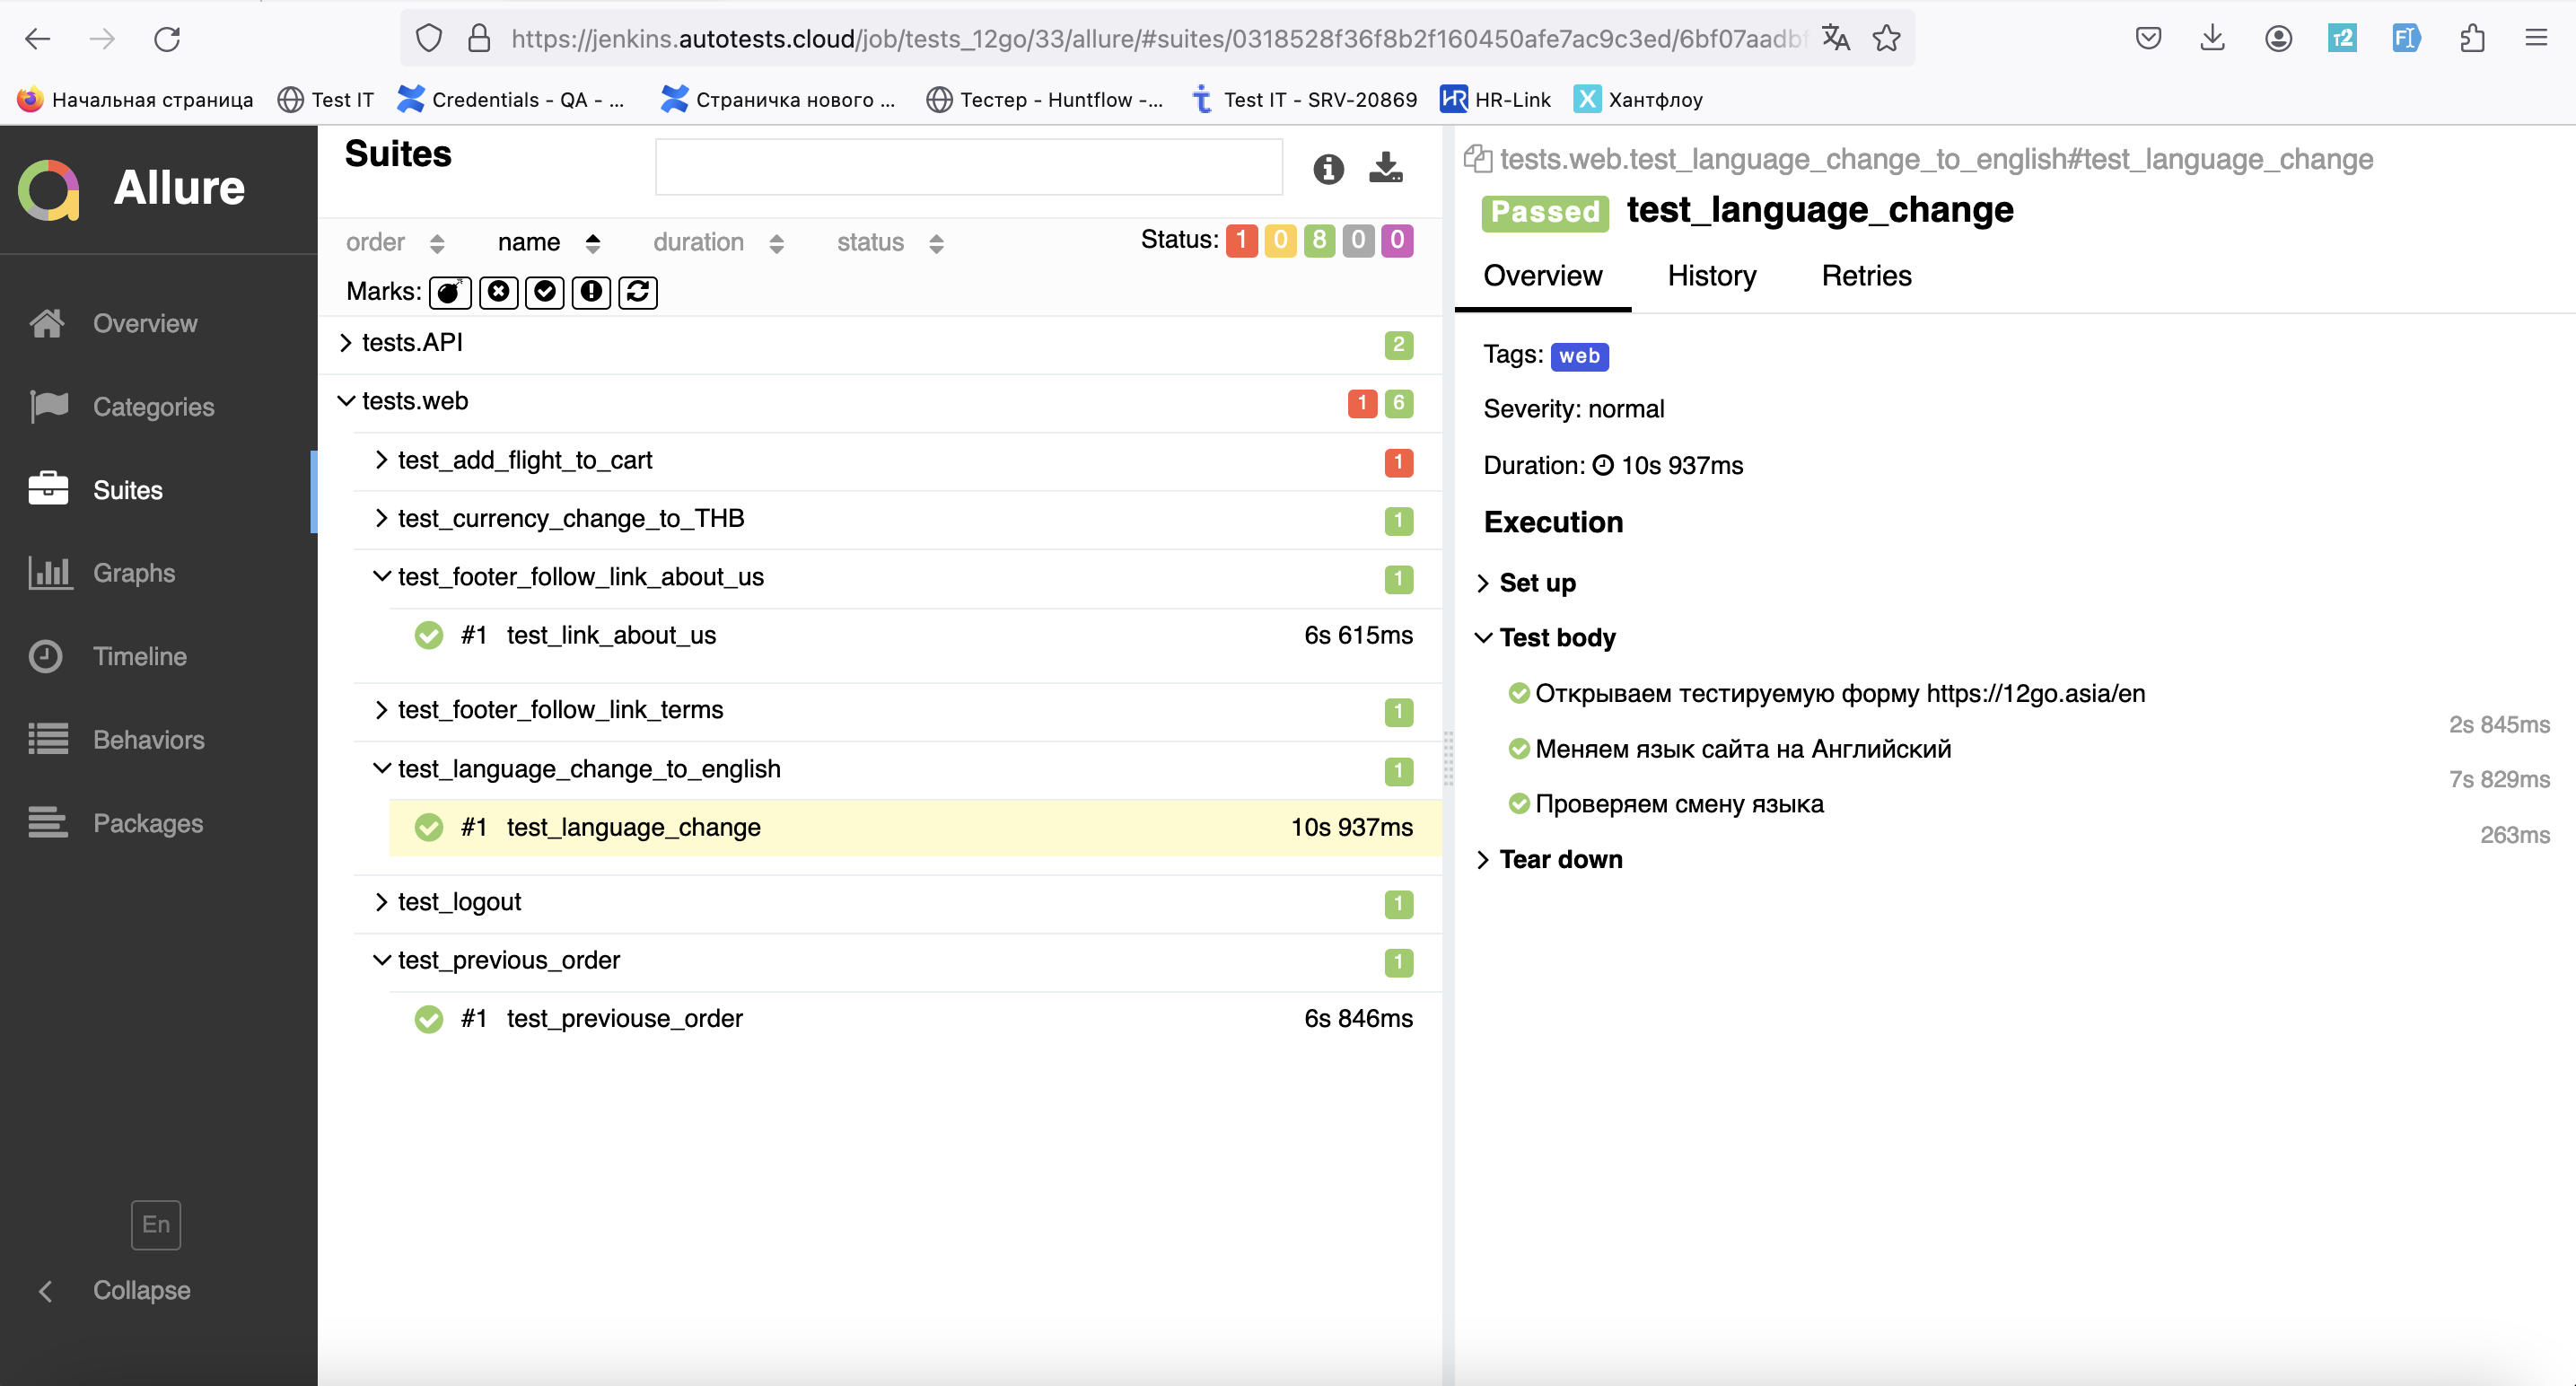 https://jenkins.autotests.cloud/job/tests_12go/33/allure/#suites/0318528f36f8b2f160450afe7ac9c3ed/6bf07aadbf
Начальная страница
Test IT
Credentials - QA - ...
Страничка нового ...
Тестер - Huntflow -...
Test IT - SRV-20869
HR-Link
Хантфлоу
Allure
Overview
Categories
Suites
Graphs
Timeline
Behaviors
Packages
En
Collapse
Suites
order name duration status
Status: 1 0 8 0 0
Marks:
tests.API 2
tests.web 1 6
test_add_flight_to_cart 1
test_currency_change_to_THB 1
test_footer_follow_link_about_us 1
#1 test_link_about_us 6s 615ms
test_footer_follow_link_terms 1
test_language_change_to_english 1
#1 test_language_change 10s 937ms
test_logout 1
test_previous_order 1
#1 test_previouse_order 6s 846ms
tests.web.test_language_change_to_english#test_language_change
Passed test_language_change
Overview History Retries
Tags: web
Severity: normal
Duration: 10s 937ms
Execution
Set up
Test body
Открываем тестируемую форму https://12go.asia/en
2s 845ms
Меняем язык сайта на Английский
7s 829ms
Проверяем смену языка
263ms
Tear down